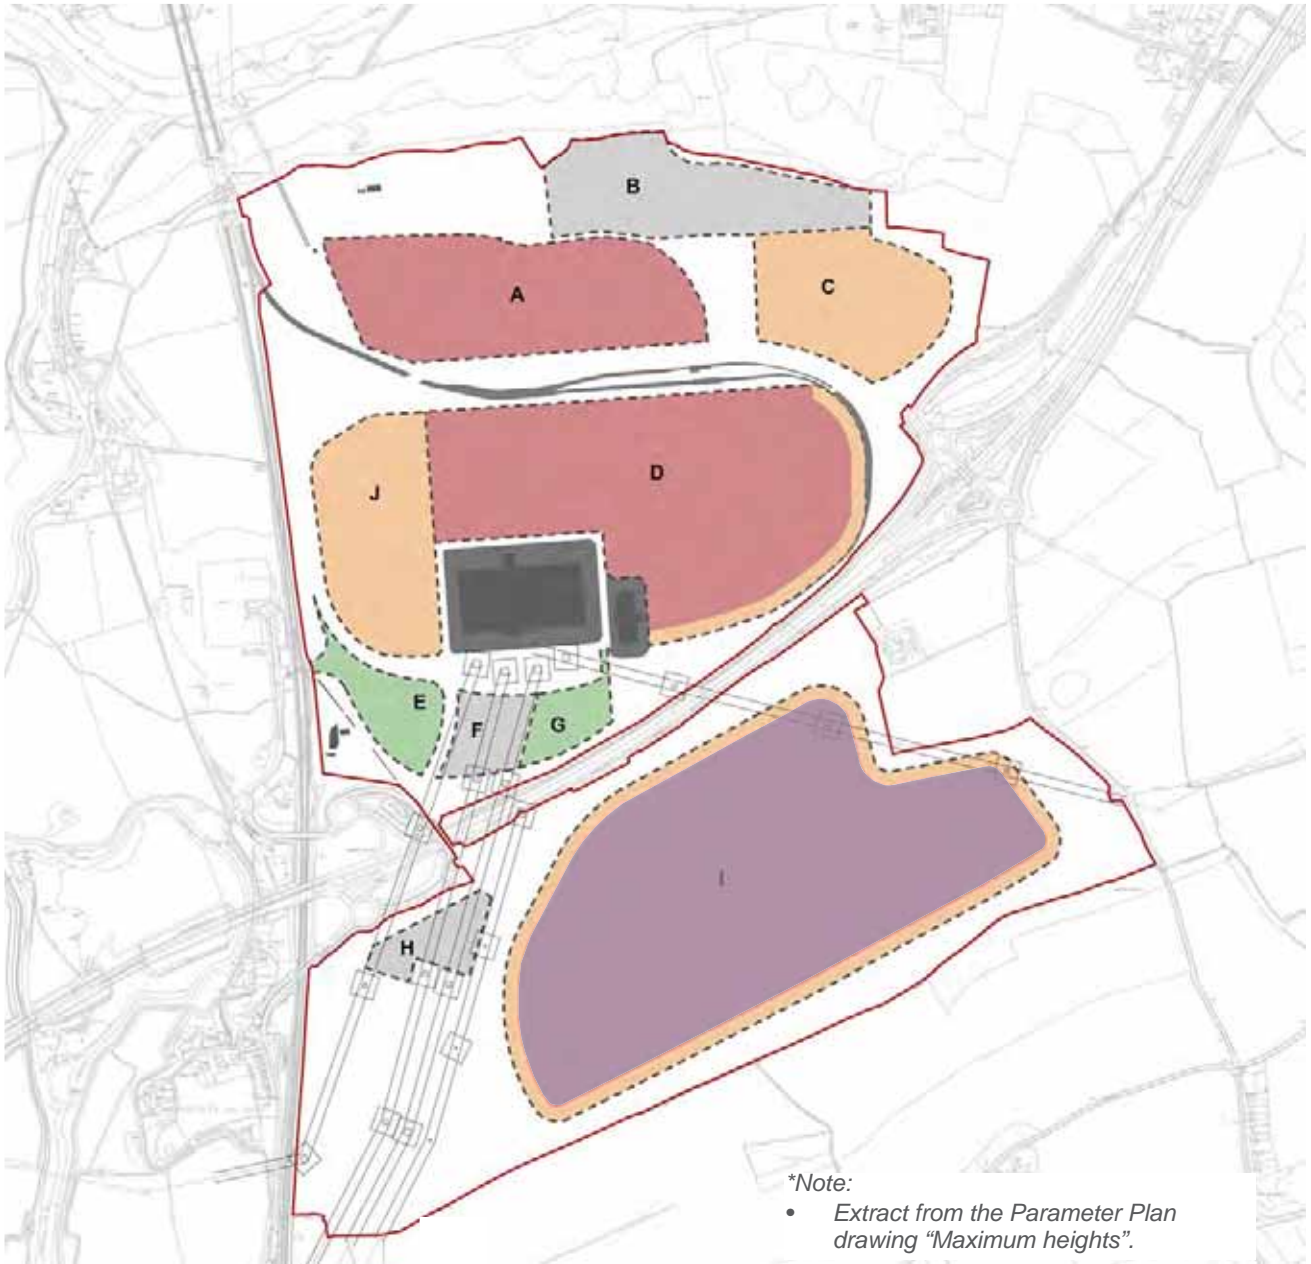 B
A
C
D
J
E
F
G
I
H
*Note:
• Extract from the Parameter Plan
drawing “Maximum heights”.